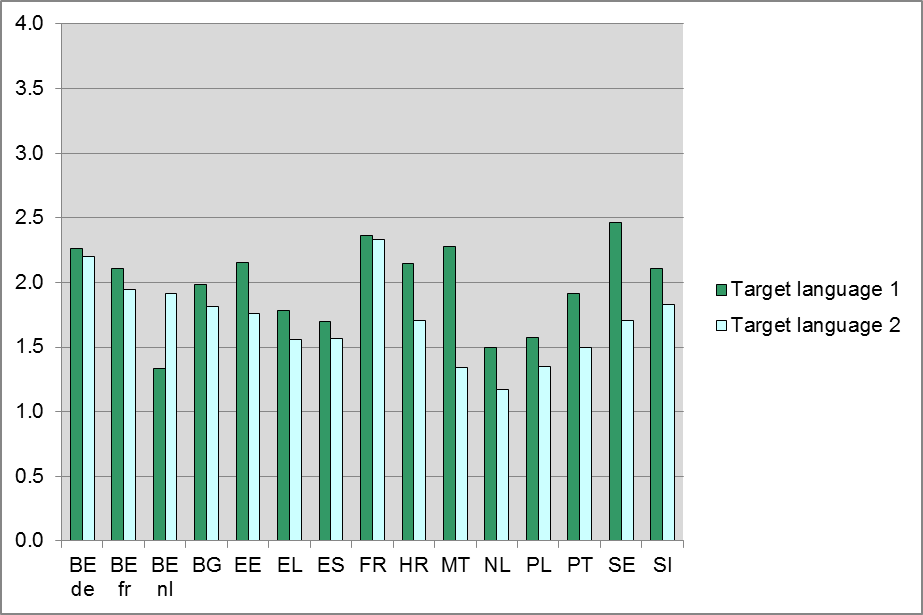 4.0
3.5
3.0
2.5
2.0
1.5
1.0
0.5
0.0
BE de
BE fr
BE nl
BG
EE
EL
ES
FR
HR
MT
NL
PL
PT
SE
SI
Target language 1
Target language 2